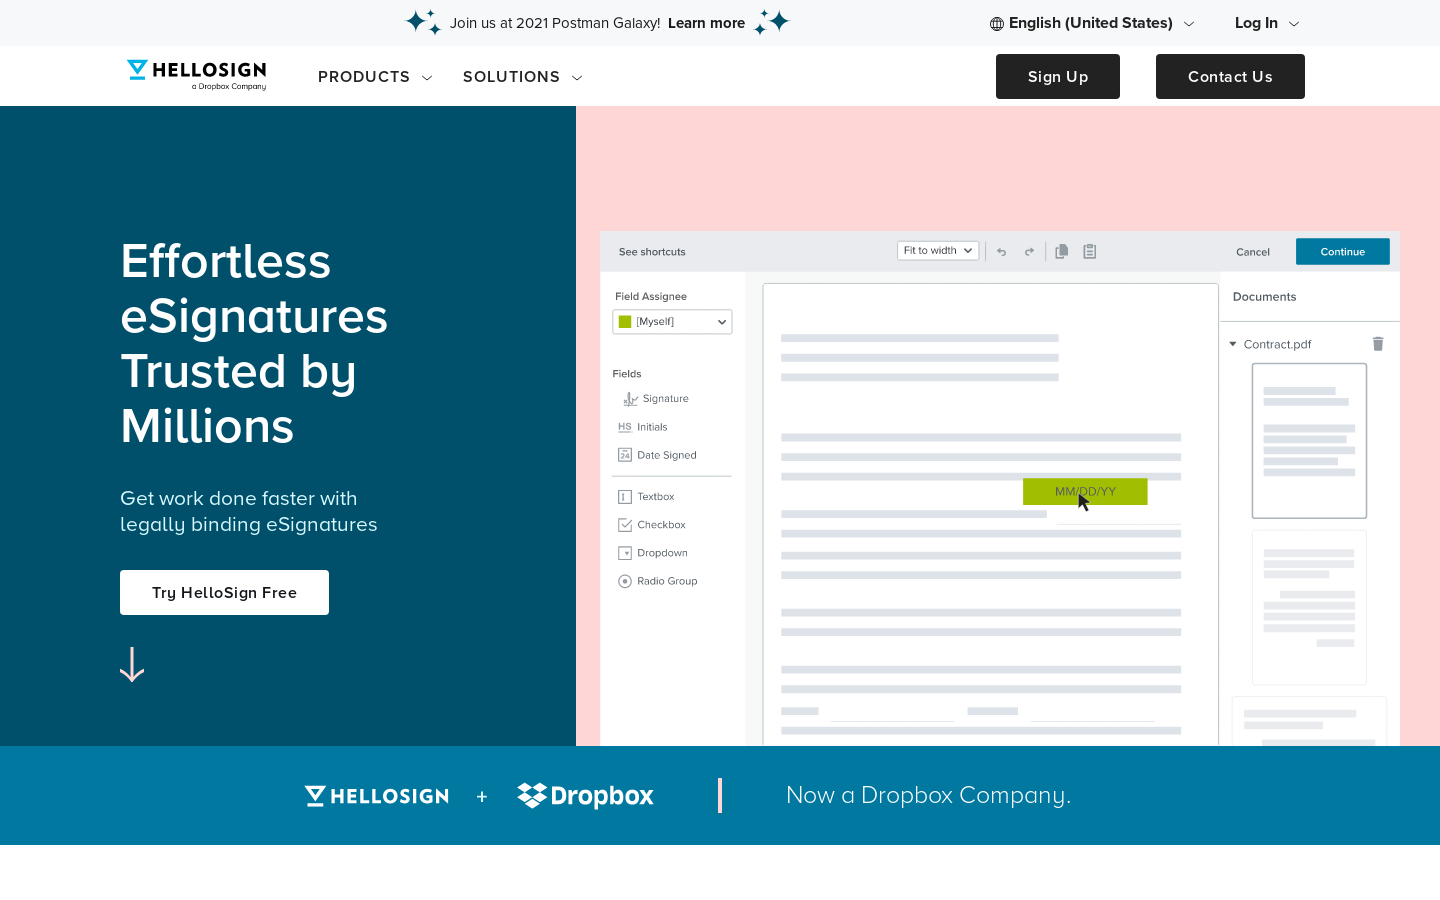 Join us at 2021 Postman Galaxy! Learn more
English (United States)
Log In
HELLOSIGN
a Dropbox Company
PRODUCTS
SOLUTIONS
Sign Up
Contact Us
Effortless
eSignatures
Trusted by
Millions
Get work done faster with
legally binding eSignatures
Try HelloSign Free
See shortcuts
Fit to width
Cancel
Continue
Field Assignee
[Myself]
Fields
Signature
HS Initials
24 Date Signed
Textbox
Checkbox
Dropdown
Radio Group
MM/DD/YY
Documents
Contract.pdf
HELLOSIGN + Dropbox
Now a Dropbox Company.